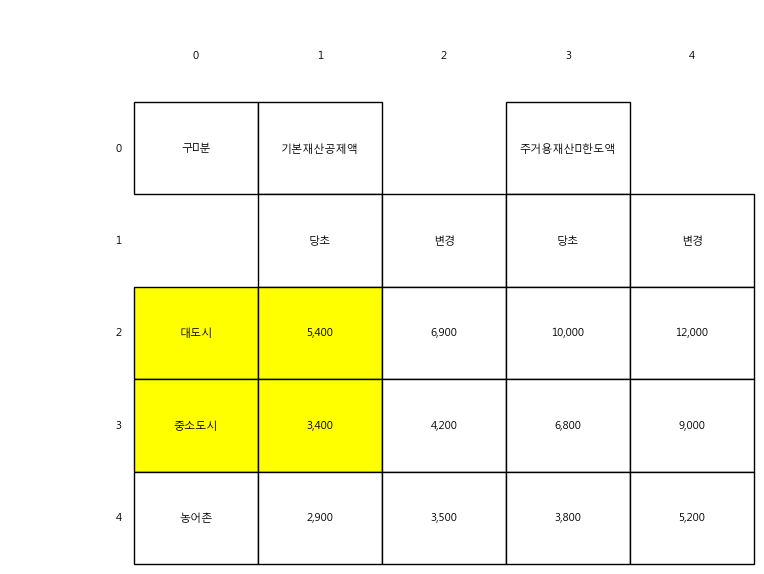 0 1 2 3 4
0 구 분 기본재산공제액 주거용재산 한도액
1 당초 변경 당초 변경
2 대도시 5,400 6,900 10,000 12,000
3 중소도시 3,400 4,200 6,800 9,000
4 농어촌 2,900 3,500 3,800 5,200